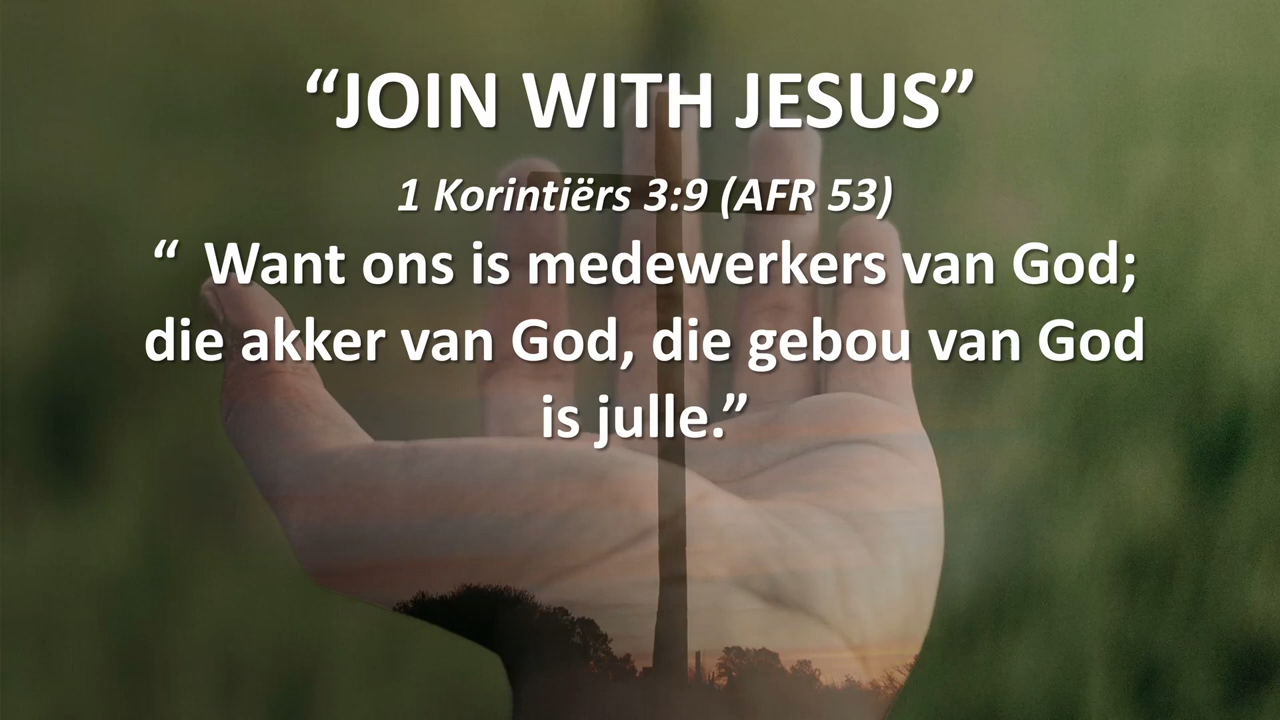 “JOIN WITH JESUS”
1 Korintiërs 3:9 (AFR 53)
“ Want ons is medewerkers van God;
die akker van God, die gebou van God
is julle.”